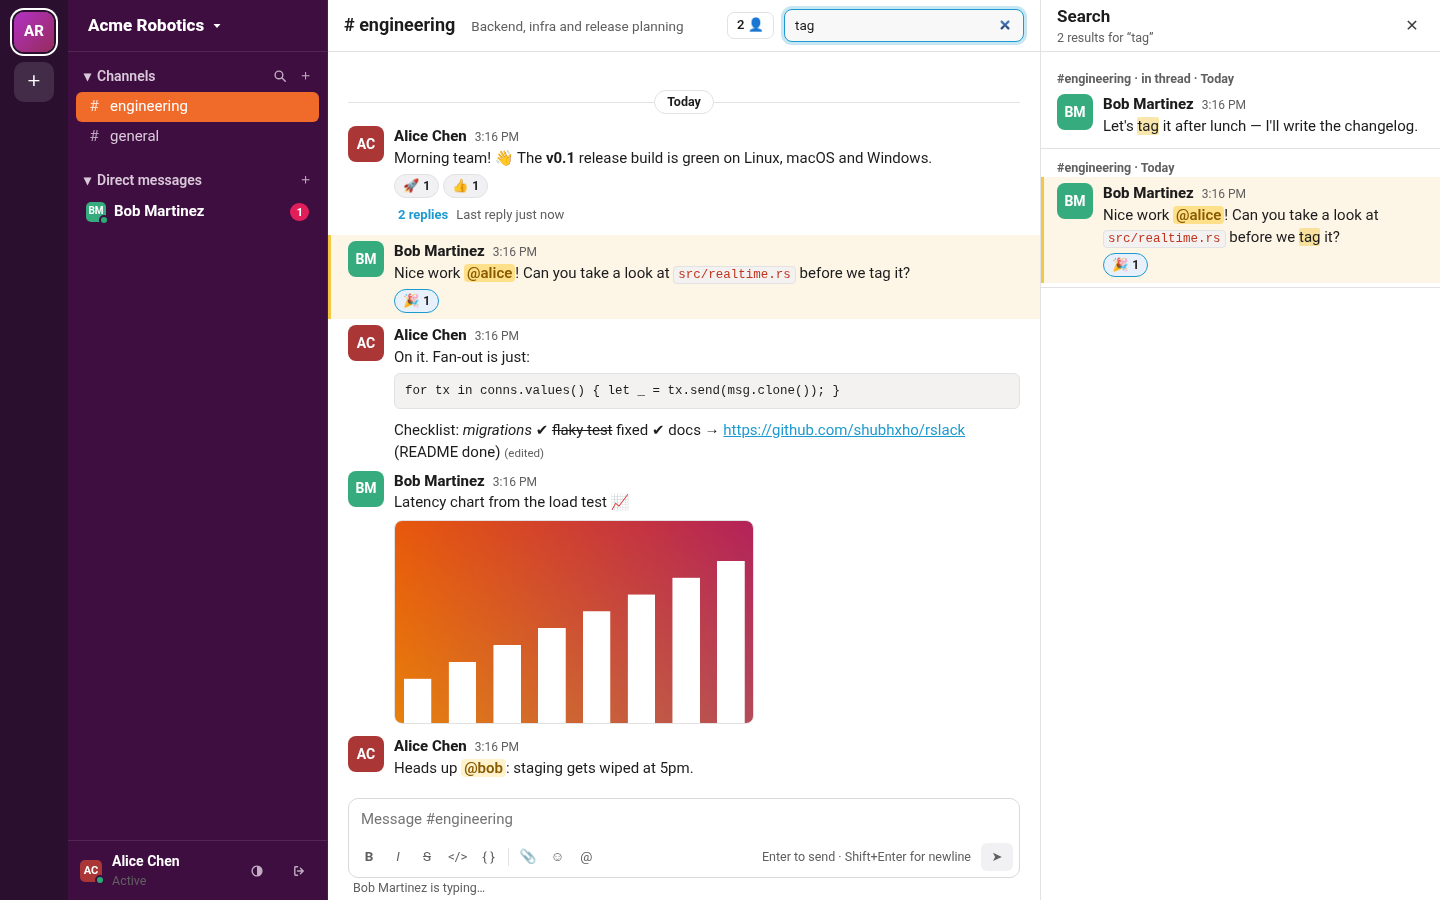 AR
+
Acme Robotics
Channels
# engineering
# general
Direct messages
BM Bob Martinez 1
AC Alice Chen
Active
# engineering Backend, infra and release planning 2 tag
Today
AC Alice Chen 3:16 PM
Morning team! 👋 The v0.1 release build is green on Linux, macOS and Windows.
🚀 1 👍 1
2 replies Last reply just now
BM Bob Martinez 3:16 PM
Nice work @alice! Can you take a look at src/realtime.rs before we tag it?
🎉 1
AC Alice Chen 3:16 PM
On it. Fan-out is just:
for tx in conns.values() { let _ = tx.send(msg.clone()); }
Checklist: migrations ✔ flaky test fixed ✔ docs → https://github.com/shubhxho/rslack
(README done) (edited)
BM Bob Martinez 3:16 PM
Latency chart from the load test 📈
AC Alice Chen 3:16 PM
Heads up @bob: staging gets wiped at 5pm.
Message #engineering
B I S </> {} @ Enter to send · Shift+Enter for newline
Bob Martinez is typing…
Search
2 results for “tag”
#engineering · in thread · Today
BM Bob Martinez 3:16 PM
Let's tag it after lunch — I'll write the changelog.
#engineering · Today
BM Bob Martinez 3:16 PM
Nice work @alice! Can you take a look at
src/realtime.rs before we tag it?
🎉 1